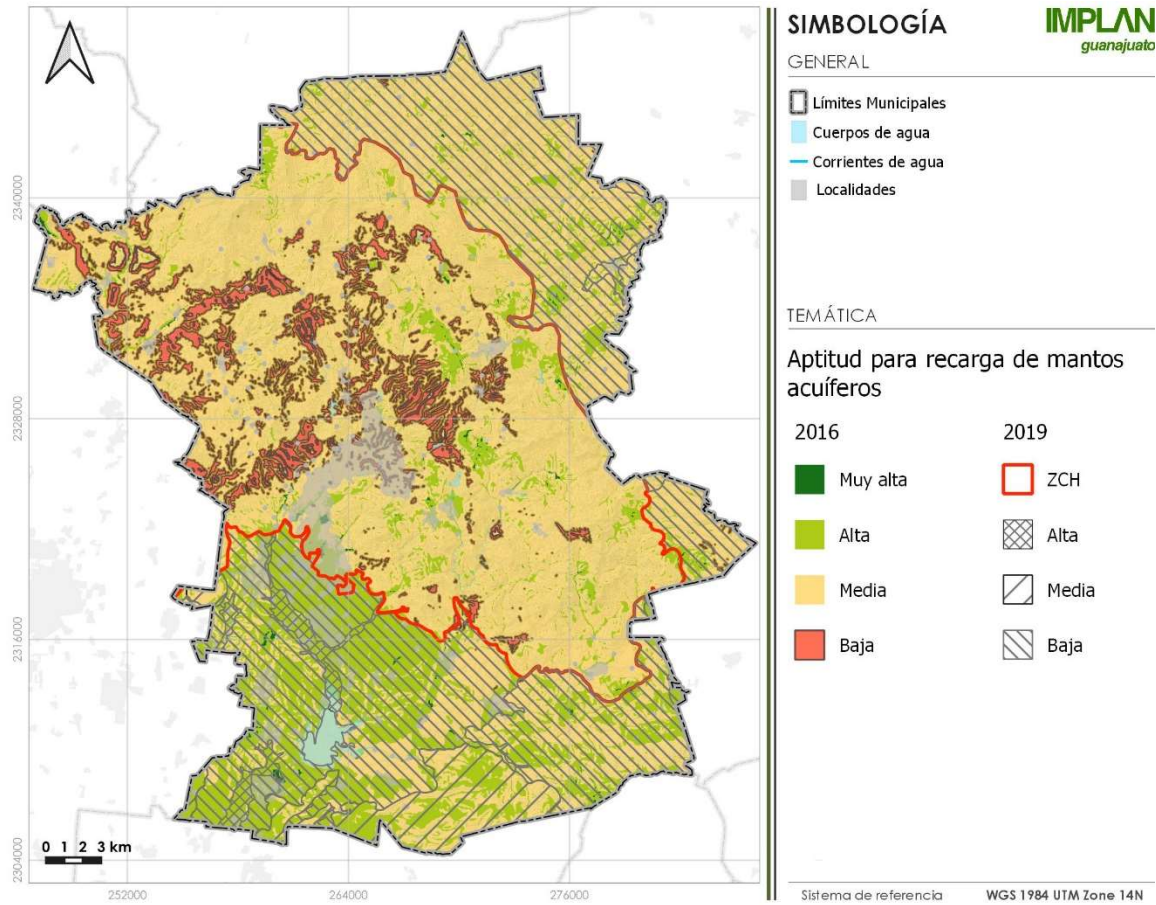 SIMBOLOGÍA
IMPLAN
guanajuato
GENERAL
Límites Municipales
Cuerpos de agua
Corrientes de agua
Localidades
TEMÁTICA
Aptitud para recarga de mantos
acuíferos
2016
2019
Muy alta
ZCH
Alta
Alta
Media
Media
Baja
Baja
Sistema de referencia
WGS 1984 UTM Zone 14N
2340000
2328000
2316000
2304000
0 1 2 3 km
252000
264000
276000